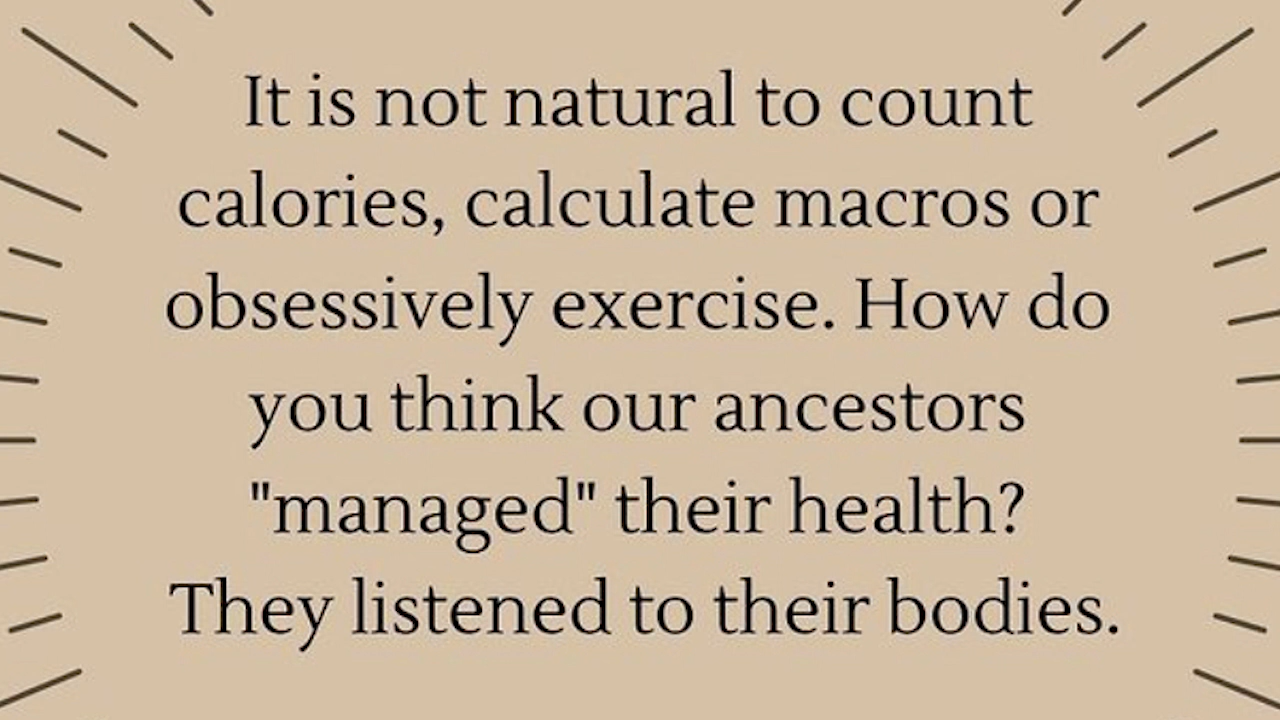 It is not natural to count
calories, calculate macros or
obsessively exercise. How do
you think our ancestors
"managed" their health?
They listened to their bodies.